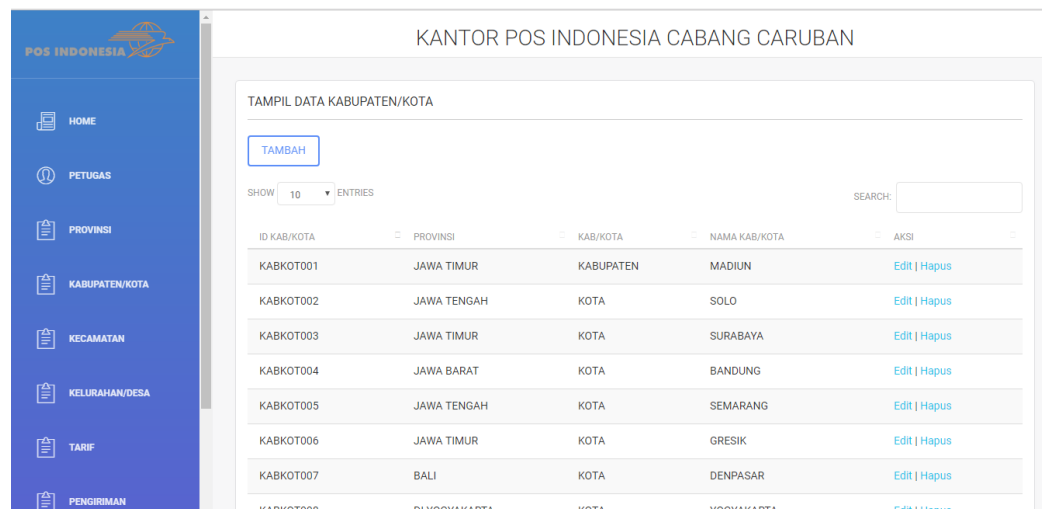 POS INDONESIA
KANTOR POS INDONESIA CABANG CARUBAN
HOME
PETUGAS
PROVINSI
KABUPATEN/KOTA
KECAMATAN
KELURAHAN/DESA
TARIF
PENGIRIMAN
TAMPIL DATA KABUPATEN/KOTA
TAMBAH
SHOW 10 ENTRIES SEARCH:
ID KAB/KOTA PROVINSI KAB/KOTA NAMA KAB/KOTA AKSI
KABKOT001 JAWA TIMUR KABUPATEN MADIUN Edit | Hapus
KABKOT002 JAWA TENGAH KOTA SOLO Edit | Hapus
KABKOT003 JAWA TIMUR KOTA SURABAYA Edit | Hapus
KABKOT004 JAWA BARAT KOTA BANDUNG Edit | Hapus
KABKOT005 JAWA TENGAH KOTA SEMARANG Edit | Hapus
KABKOT006 JAWA TIMUR KOTA GRESIK Edit | Hapus
KABKOT007 BALI KOTA DENPASAR Edit | Hapus